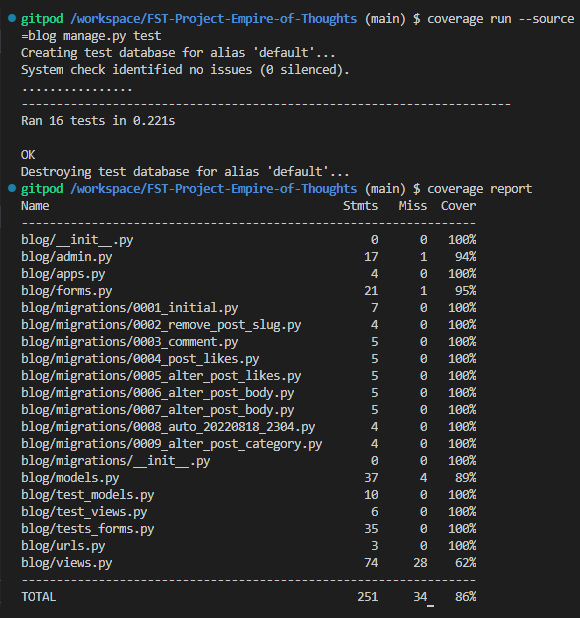 gitpod /workspace/FST-Project-Empire-of-Thoughts (main) $ coverage run --source
=blog manage.py test
Creating test database for alias 'default'...
System check identified no issues (0 silenced).
................
----------------------------------------------------------------------
Ran 16 tests in 0.221s

OK
Destroying test database for alias 'default'...
gitpod /workspace/FST-Project-Empire-of-Thoughts (main) $ coverage report
Name                                              Stmts   Miss  Cover
-----------------------------------------------------------------
blog/__init__.py                                      0      0   100%
blog/admin.py                                        17      1    94%
blog/apps.py                                          4      0   100%
blog/forms.py                                        21      1    95%
blog/migrations/0001_initial.py                       7      0   100%
blog/migrations/0002_remove_post_slug.py              4      0   100%
blog/migrations/0003_comment.py                       5      0   100%
blog/migrations/0004_post_likes.py                    5      0   100%
blog/migrations/0005_alter_post_likes.py              5      0   100%
blog/migrations/0006_alter_post_body.py               5      0   100%
blog/migrations/0007_alter_post_body.py               5      0   100%
blog/migrations/0008_auto_20220818_2304.py            4      0   100%
blog/migrations/0009_alter_post_category.py           4      0   100%
blog/migrations/__init__.py                           0      0   100%
blog/models.py                                       37      4    89%
blog/test_models.py                                  10      0   100%
blog/test_views.py                                    6      0   100%
blog/tests_forms.py                                  35      0   100%
blog/urls.py                                          3      0   100%
blog/views.py                                        74     28    62%
-----------------------------------------------------------------
TOTAL                                               251     34    86%